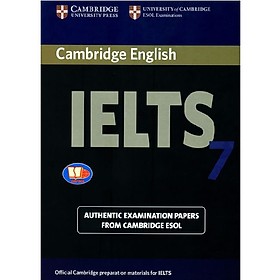 CAMBRIDGE
UNIVERSITY PRESS
UNIVERSITY of CAMBRIDGE
ESOL Examinations
Cambridge English
IELTS
7
AUTHENTIC EXAMINATION PAPERS
FROM CAMBRIDGE ESOL
Official Cambridge preparation materials for IELTS